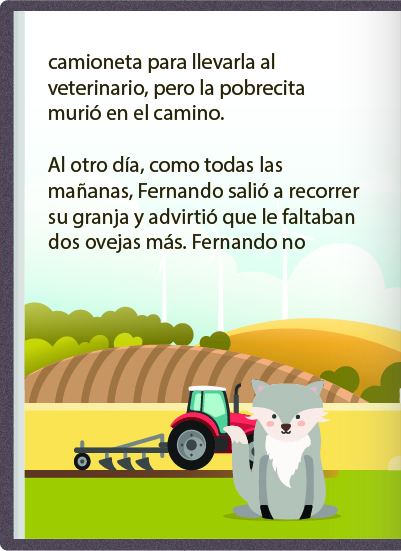 camioneta para llevarla al
veterinario, pero la pobrecita
murió en el camino.
Al otro día, como todas las
mañanas, Fernando salió a recorrer
su granja y advirtió que le faltaban
dos ovejas más. Fernando no